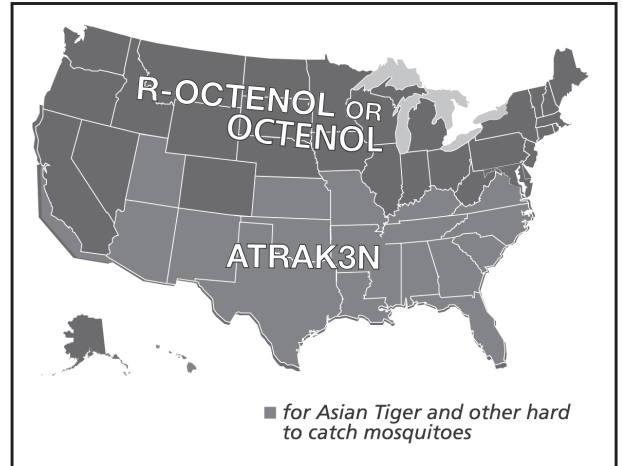 R-OCTENOL OR
OCTENOL
ATRAK3N
for Asian Tiger and other hard
to catch mosquitoes